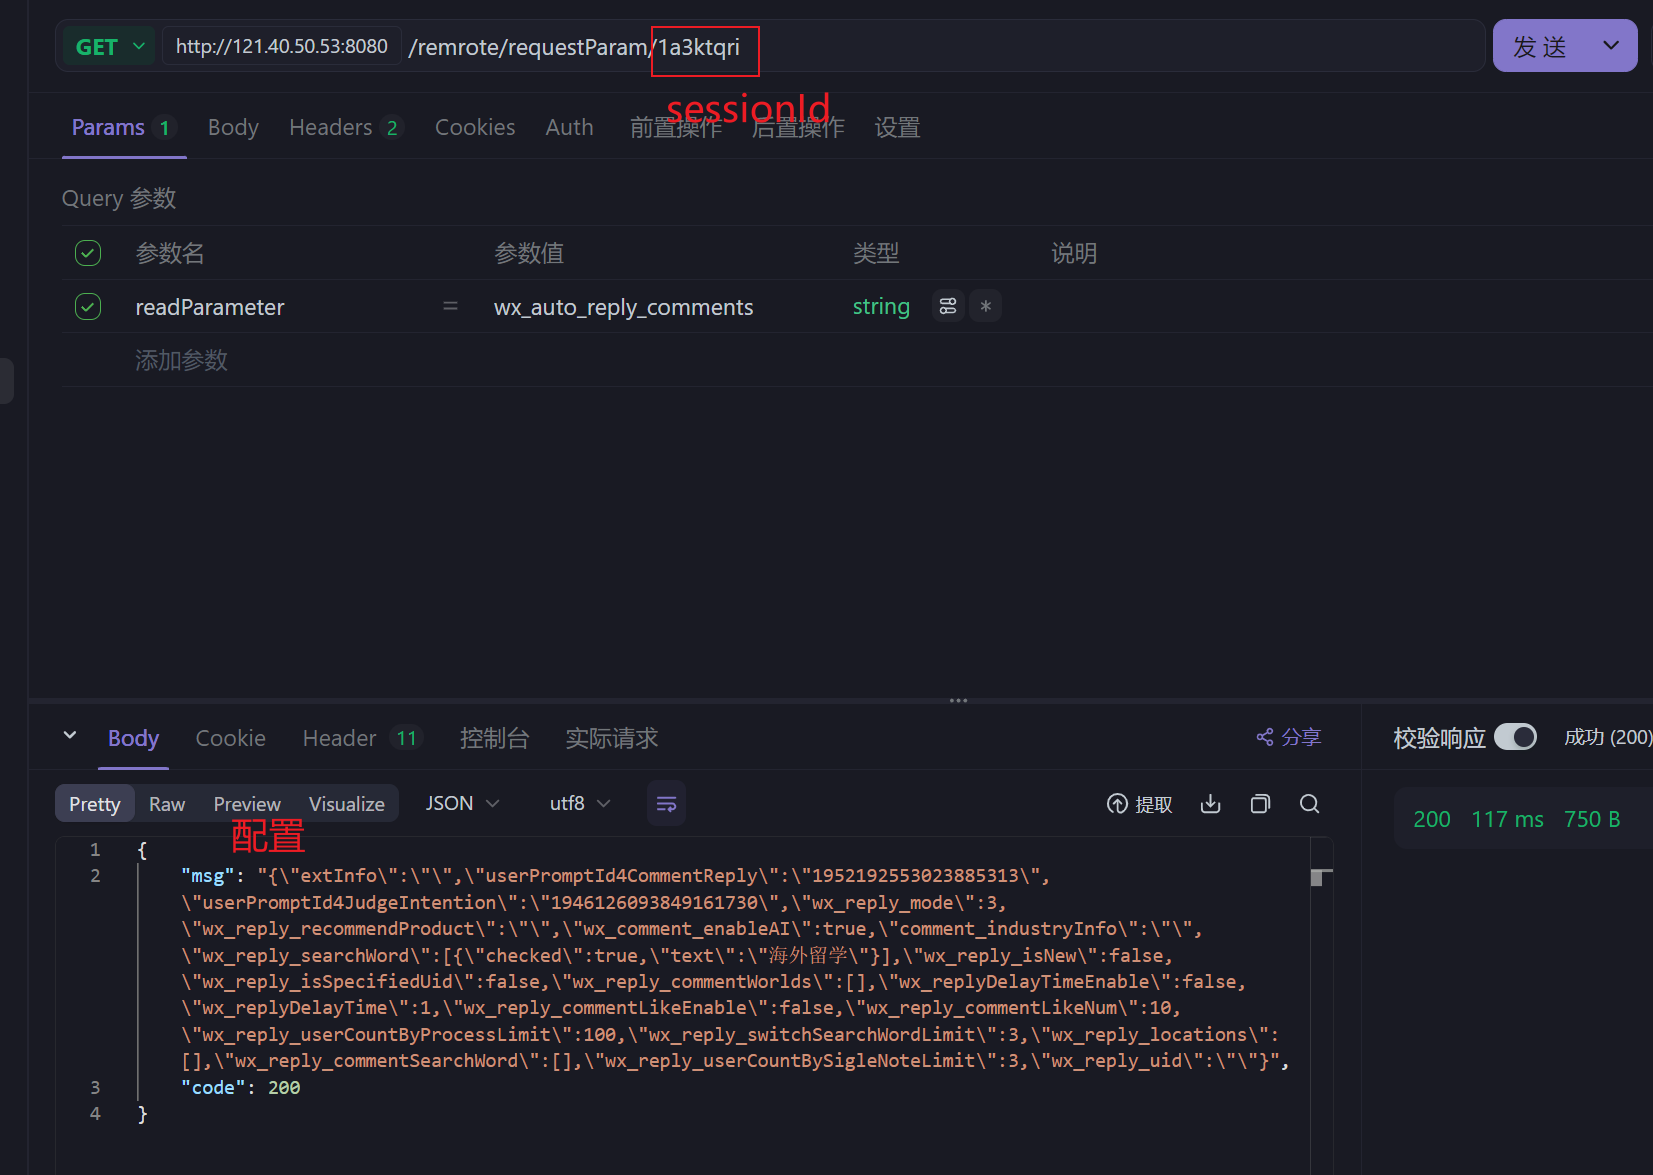 GET http://121.40.50.53:8080 /remrote/requestParam/1a3ktqri 发 送
sessionId
Params 1 Body Headers 2 Cookies Auth 前置操作 后置操作 设置
Query 参数
参数名 参数值 类型 说明
readParameter = wx_auto_reply_comments string *
添加参数
Body Cookie Header 11 控制台 实际请求 分享 校验响应 成功 (200)
Pretty Raw Preview Visualize JSON utf8 提取 200 117 ms 750 B
配置
1 {
2 "msg": "{\"extInfo\":\"\",\"userPromptId4CommentReply\":\"1952192553023885313\",
\"userPromptId4JudgeIntention\":\"1946126093849161730\",\"wx_reply_mode\":3,
\"wx_reply_recommendProduct\":\"\",\"wx_comment_enableAI\":true,\"comment_industryInfo\":\"\",
\"wx_reply_searchWord\":[{\"checked\":true,\"text\":\"海外留学\"}],\"wx_reply_isNew\":false,
\"wx_reply_isSpecifiedUid\":false,\"wx_reply_commentWorlds\":[],\"wx_replyDelayTimeEnable\":false,
\"wx_replyDelayTime\":1,\"wx_reply_commentLikeEnable\":false,\"wx_reply_commentLikeNum\":10,
\"wx_reply_userCountByProcessLimit\":100,\"wx_reply_switchSearchWordLimit\":3,\"wx_reply_locations\":
[],\"wx_reply_commentSearchWord\":[],\"wx_reply_userCountBySigleNoteLimit\":3,\"wx_reply_uid\":\"\"}",
3 "code": 200
4 }